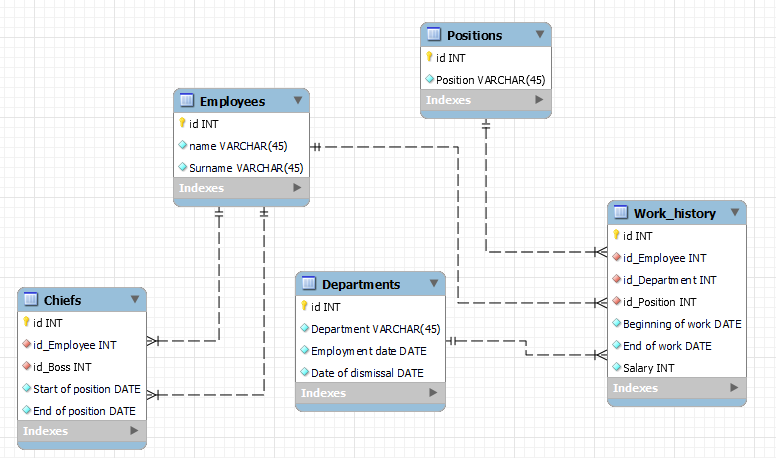 Positions
id INT
Position VARCHAR(45)
Indexes
Employees
id INT
name VARCHAR(45)
Surname VARCHAR(45)
Indexes
Work_history
id INT
id_Employee INT
id_Department INT
id_Position INT
Beginning of work DATE
End of work DATE
Salary INT
Indexes
Departments
id INT
Department VARCHAR(45)
Employment date DATE
Date of dismissal DATE
Indexes
Chiefs
id INT
id_Employee INT
id_Boss INT
Start of position DATE
End of position DATE
Indexes